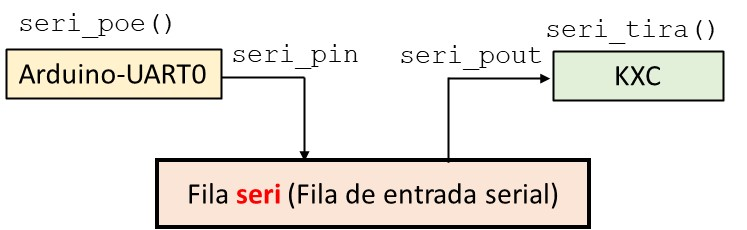 seri_poe()
Arduino-UART0
seri_pin
seri_pout
seri_tira()
KXC
Fila seri (Fila de entrada serial)